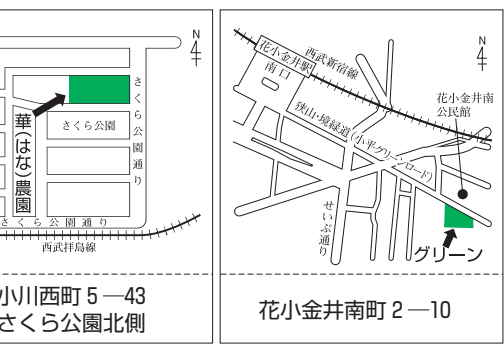 N
4
さくら公園通り
さくら公園
華(はな)農園
さくら公園通り
西武拝島線
小川西町 5 ―43
さくら公園北側
N
4
花小金井駅
西武新宿線
南口
花小金井南
公民館
狭山・境緑道(小平グリーンロード)
せいぶ通り
グリーン
花小金井南町 2 ―10